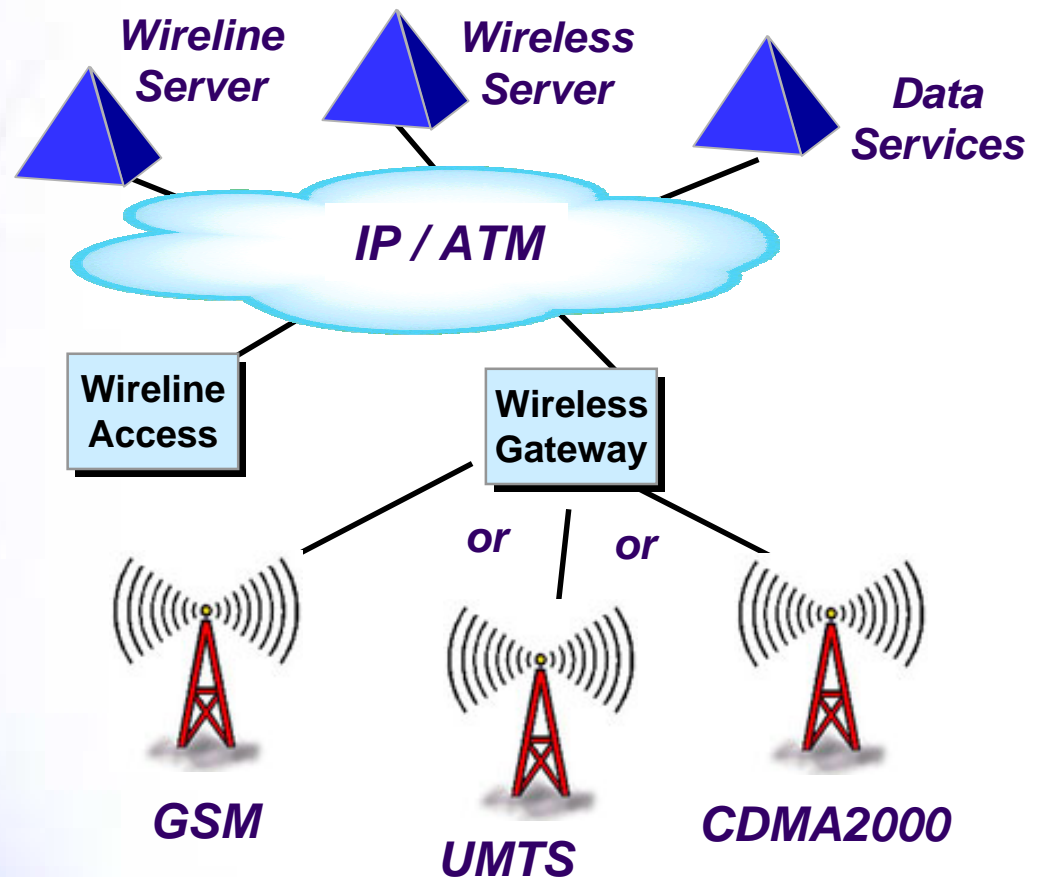 Wireline
Server
Wireless
Server
Data
Services
IP / ATM
Wireline
Access
Wireless
Gateway
or
or
GSM
UMTS
CDMA2000